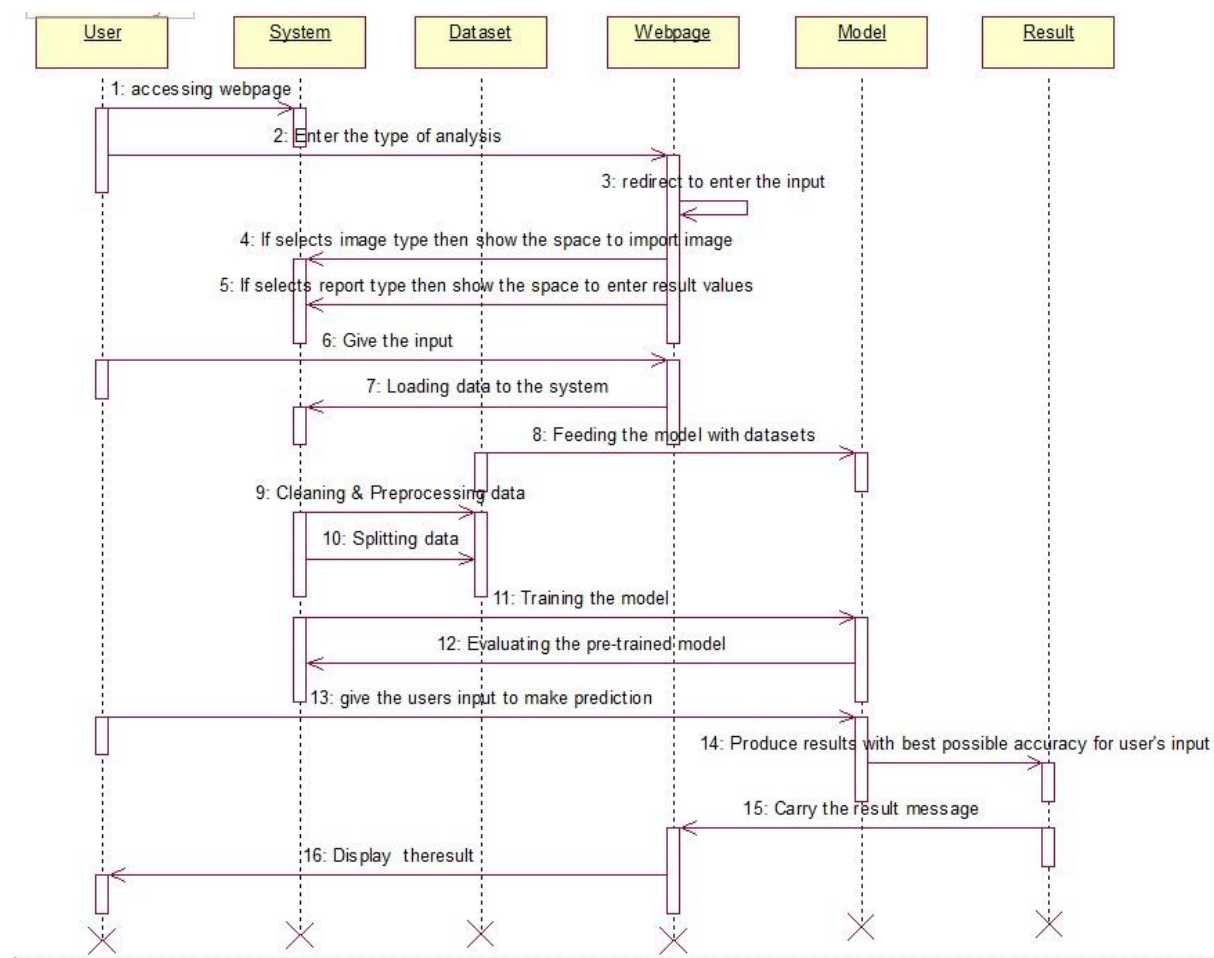 User System Dataset Webpage Model Result
1: accessing webpage
2: Enter the type of analysis
3: redirect to enter the input
4: If selects image type then show the space to import image
5: If selects report type then show the space to enter result values
6: Give the input
7: Loading data to the system
8: Feeding the model with datasets
9: Cleaning & Preprocessing data
10: Splitting data
11: Training the model
12: Evaluating the pre-trained model
13: give the users input to make prediction
14: Produce results with best possible accuracy for user's input
15: Carry the result message
16: Display theresult